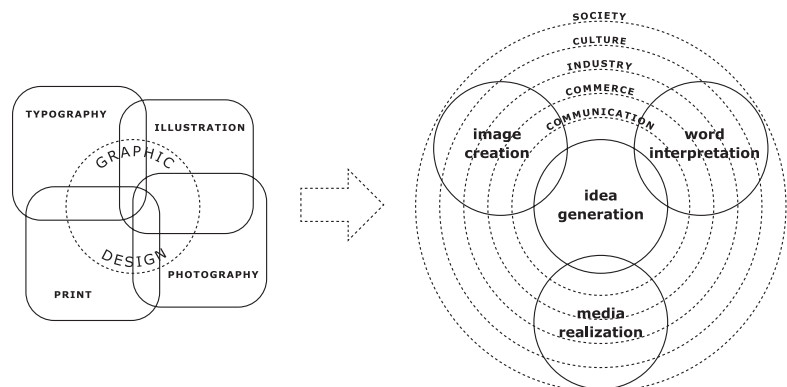 TYPOGRAPHY
ILLUSTRATION
GRAPHIC
DESIGN
PHOTOGRAPHY
PRINT
SOCIETY
CULTURE
INDUSTRY
COMMERCE
COMMUNICATION
image
creation
word
interpretation
idea
generation
media
realization